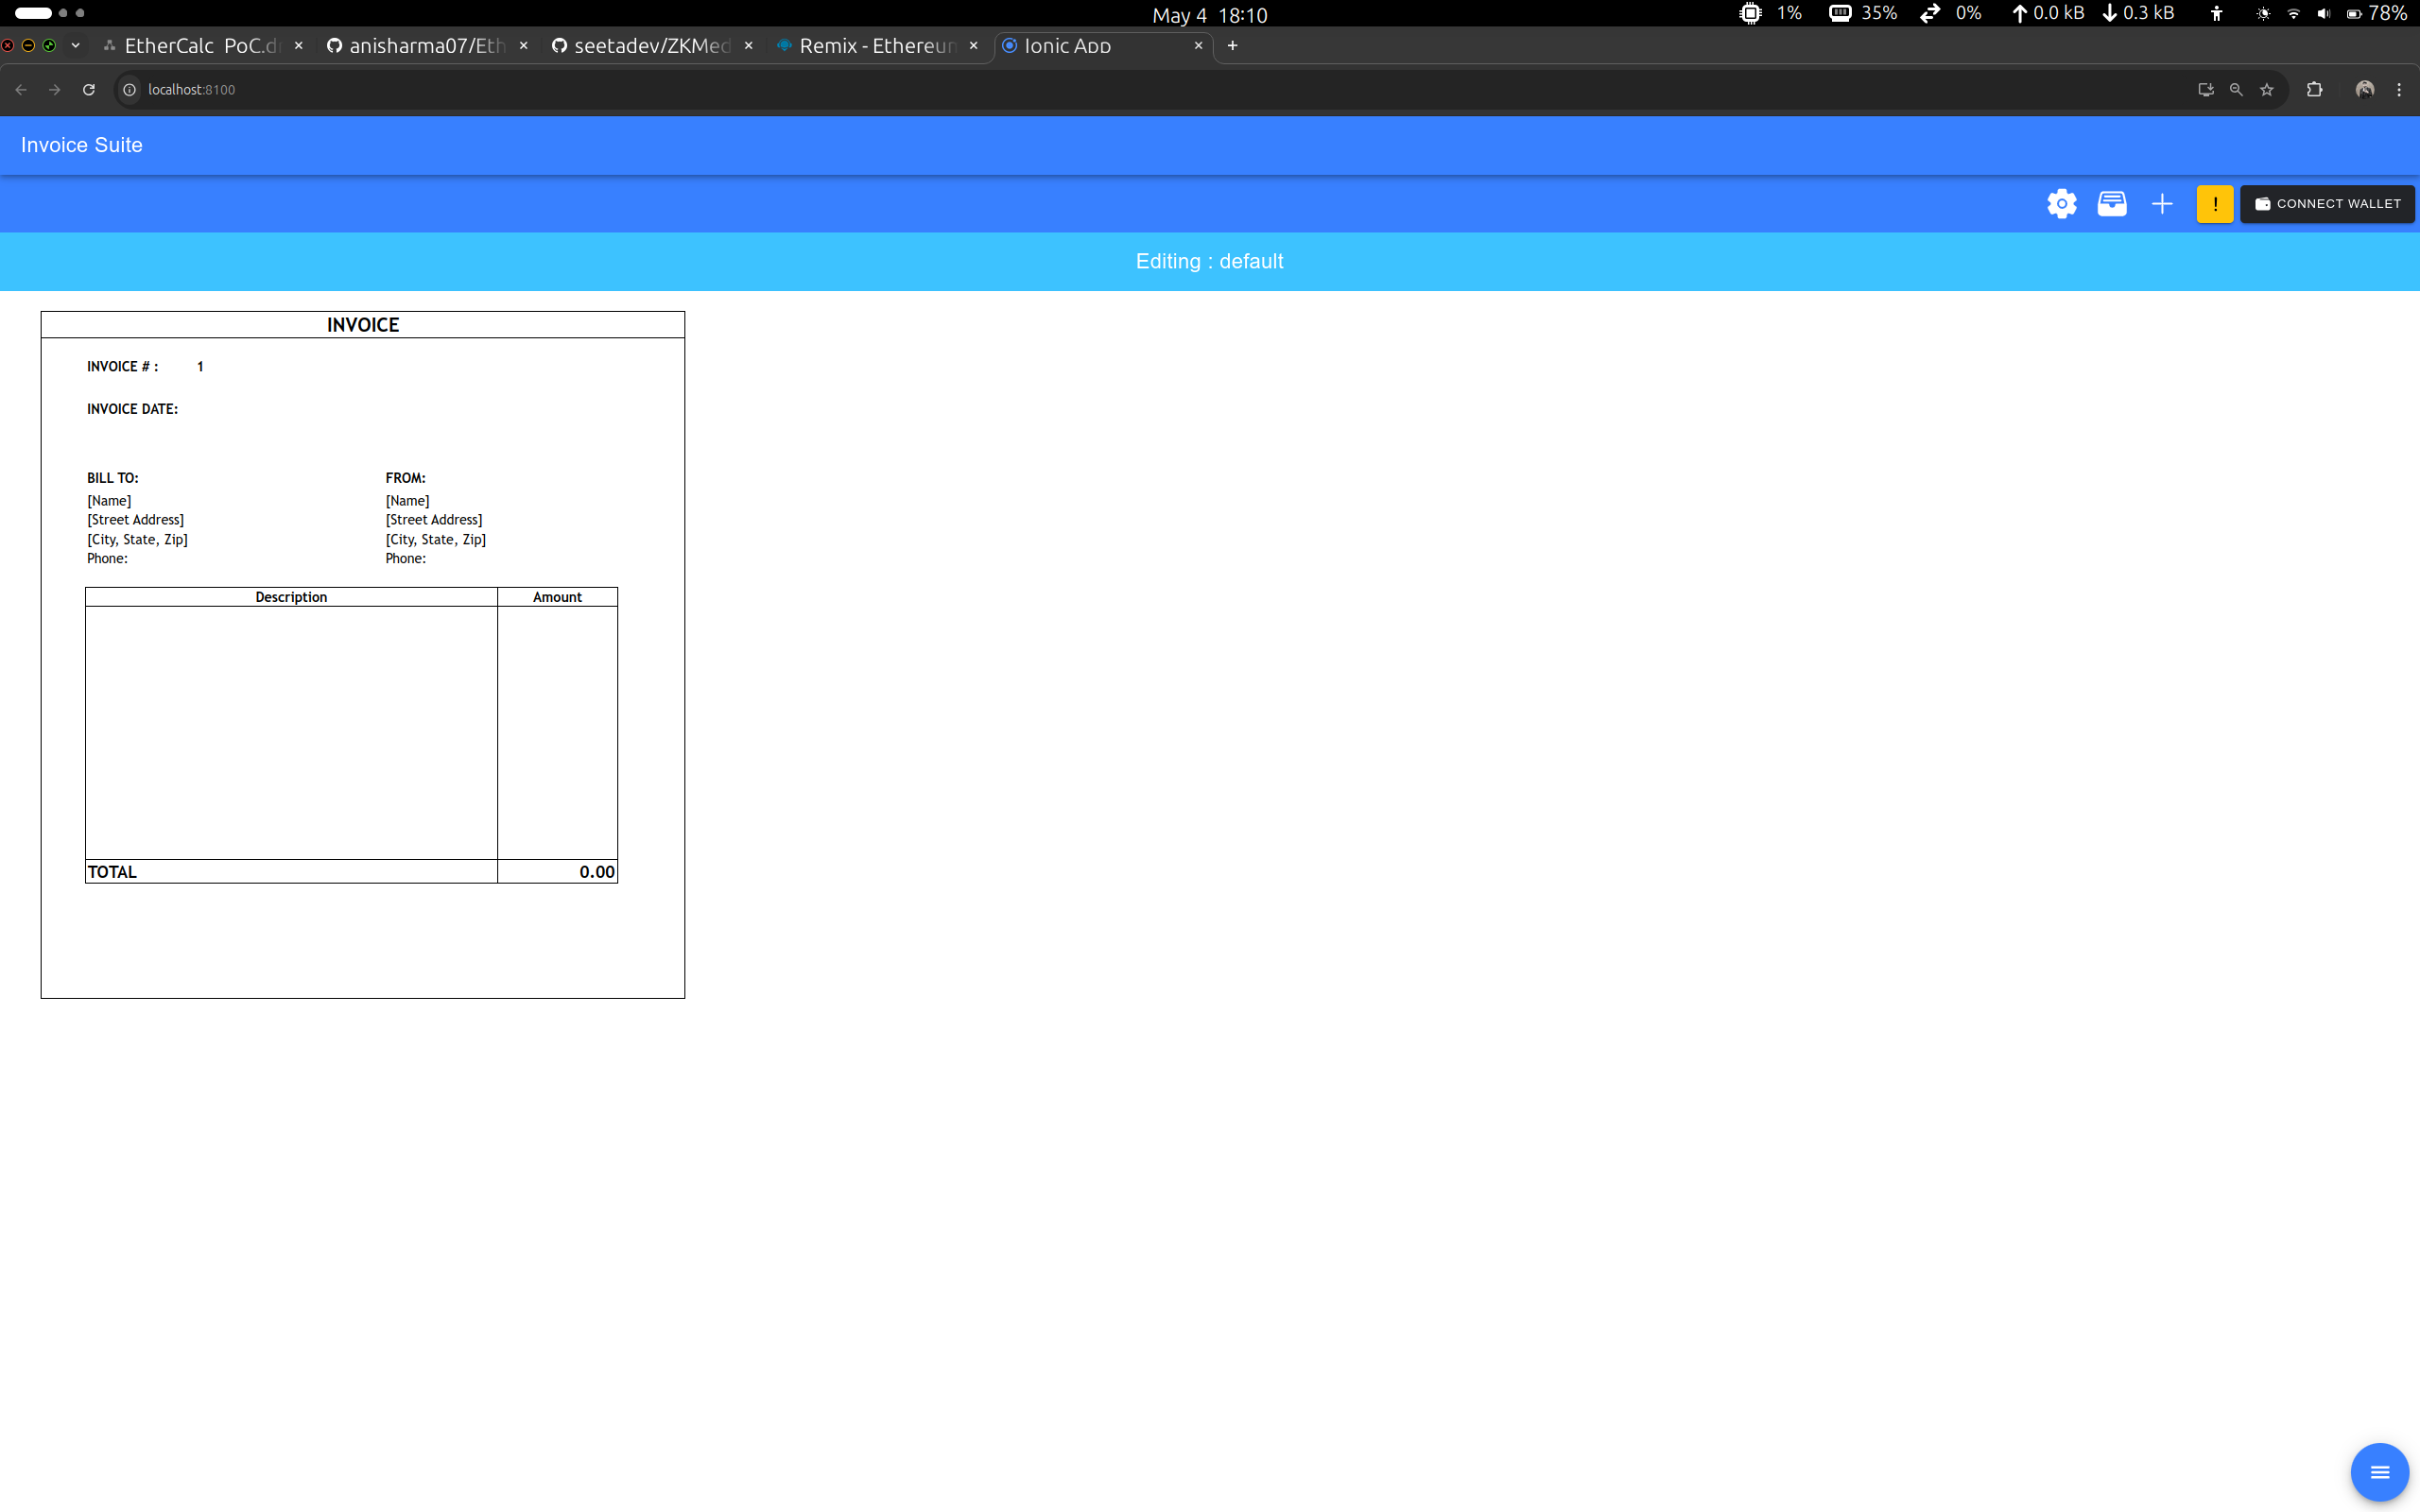 May 4 18:10
1% 35% 0% 0.0 kB 0.3 kB 78%
EtherCalc PoC.d anisharma07/Eth seetadev/ZKMed Remix - Ethereum Ionic App
localhost:8100
Invoice Suite
! CONNECT WALLET
Editing : default
INVOICE
INVOICE # : 1
INVOICE DATE:
BILL TO: FROM:
[Name] [Name]
[Street Address] [Street Address]
[City, State, Zip] [City, State, Zip]
Phone: Phone:
Description Amount
TOTAL 0.00